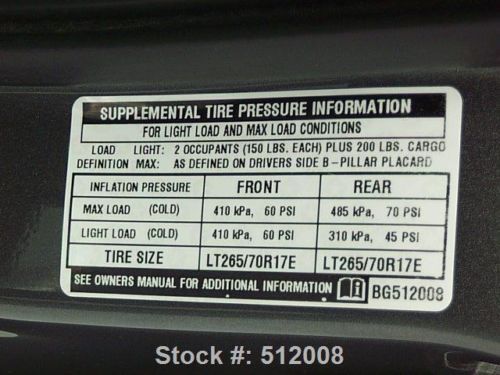 SUPPLEMENTAL TIRE PRESSURE INFORMATION
FOR LIGHT LOAD AND MAX LOAD CONDITIONS
LOAD LIGHT: 2 OCCUPANTS (150 LBS. EACH) PLUS 200 LBS. CARGO
DEFINITION MAX: AS DEFINED ON DRIVERS SIDE B-PILLAR PLACARD
INFLATION PRESSURE FRONT REAR
MAX LOAD (COLD) 410 kPa, 60 PSI 485 kPa, 70 PSI
LIGHT LOAD (COLD) 410 kPa, 60 PSI 310 kPa, 45 PSI
TIRE SIZE LT265/70R17E LT265/70R17E
SEE OWNERS MANUAL FOR ADDITIONAL INFORMATION BG512008
Stock #: 512008